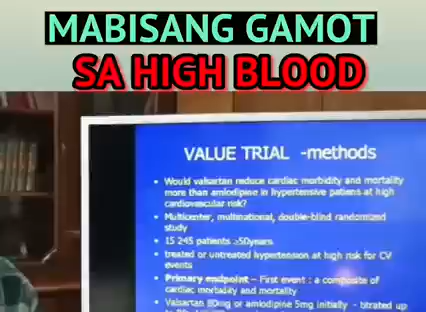 MABISANG GAMOT
SA HIGH BLOOD
VALUE TRIAL -methods
• Would valsartan reduce cardiac morbidity and mortality
more than amlodipine in hypertensive patients at high
cardiovascular risk?
• Multicenter, multinational, double-blind randomized
study
• 15 245 patients ≥50years
• treated or untreated hypertension at high risk for CV
events
• Primary endpoint – First event : a composite of
cardiac morbidity and mortality
• Valsartan 80mg or amlodipine 5mg initially - titrated up